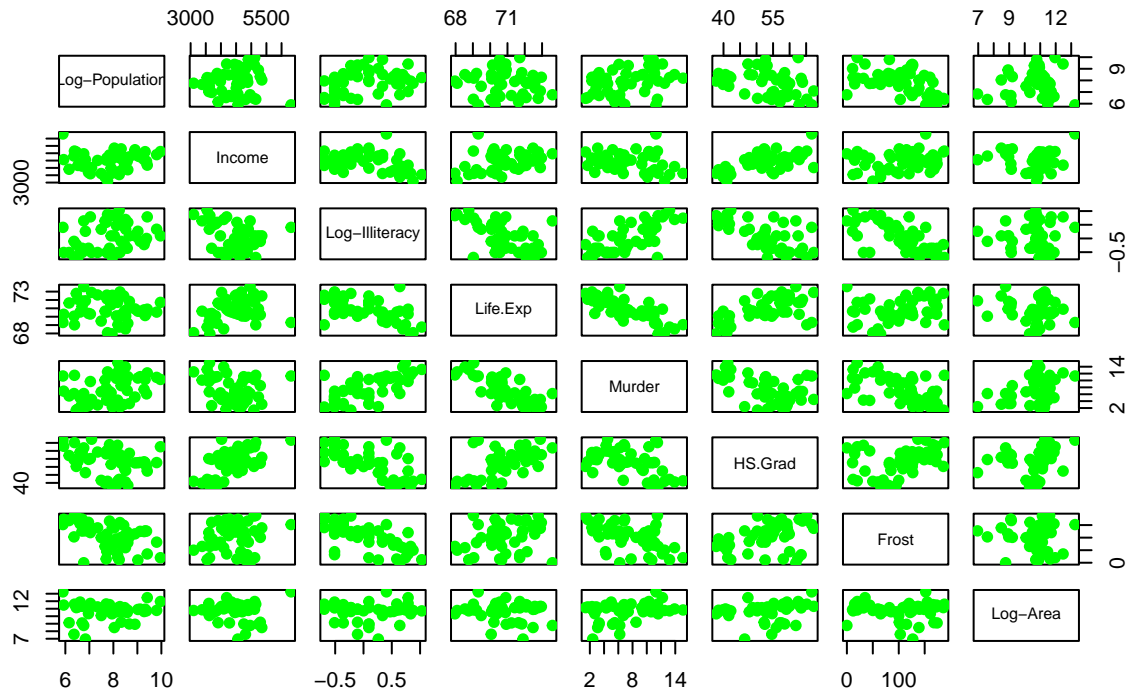 3000 5500 68 71 40 55 7 9 12
Log-Population 6 9
3000 Income
Log-Illiteracy -0.5
68 73 Life.Exp
Murder 2 14
40 HS.Grad
Frost 0
7 12 Log-Area
6 8 10 -0.5 0.5 2 8 14 0 100